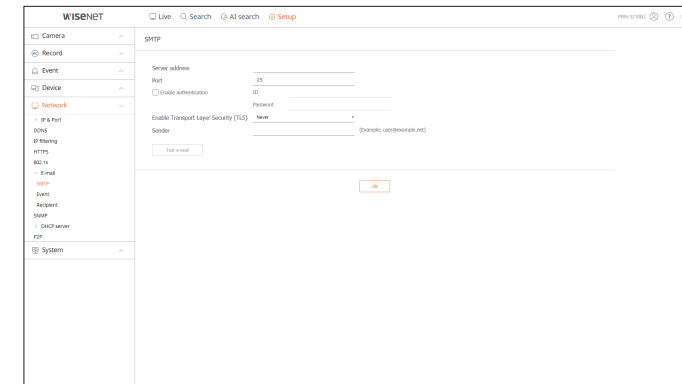 WISENET
Live Search AI search Setup
PRN-3210B2
Camera
Record
Event
Device
Network
IP & Port
DDNS
IP filtering
HTTPS
802.1x
E-mail
SMTP
Event
Recipient
SNMP
DHCP server
P2P
System
SMTP
Server address
Port 25
Enable authentication ID
Password
Enable Transport Layer Security (TLS) Never
Sender (Example: user@example.net)
Test e-mail
Ok